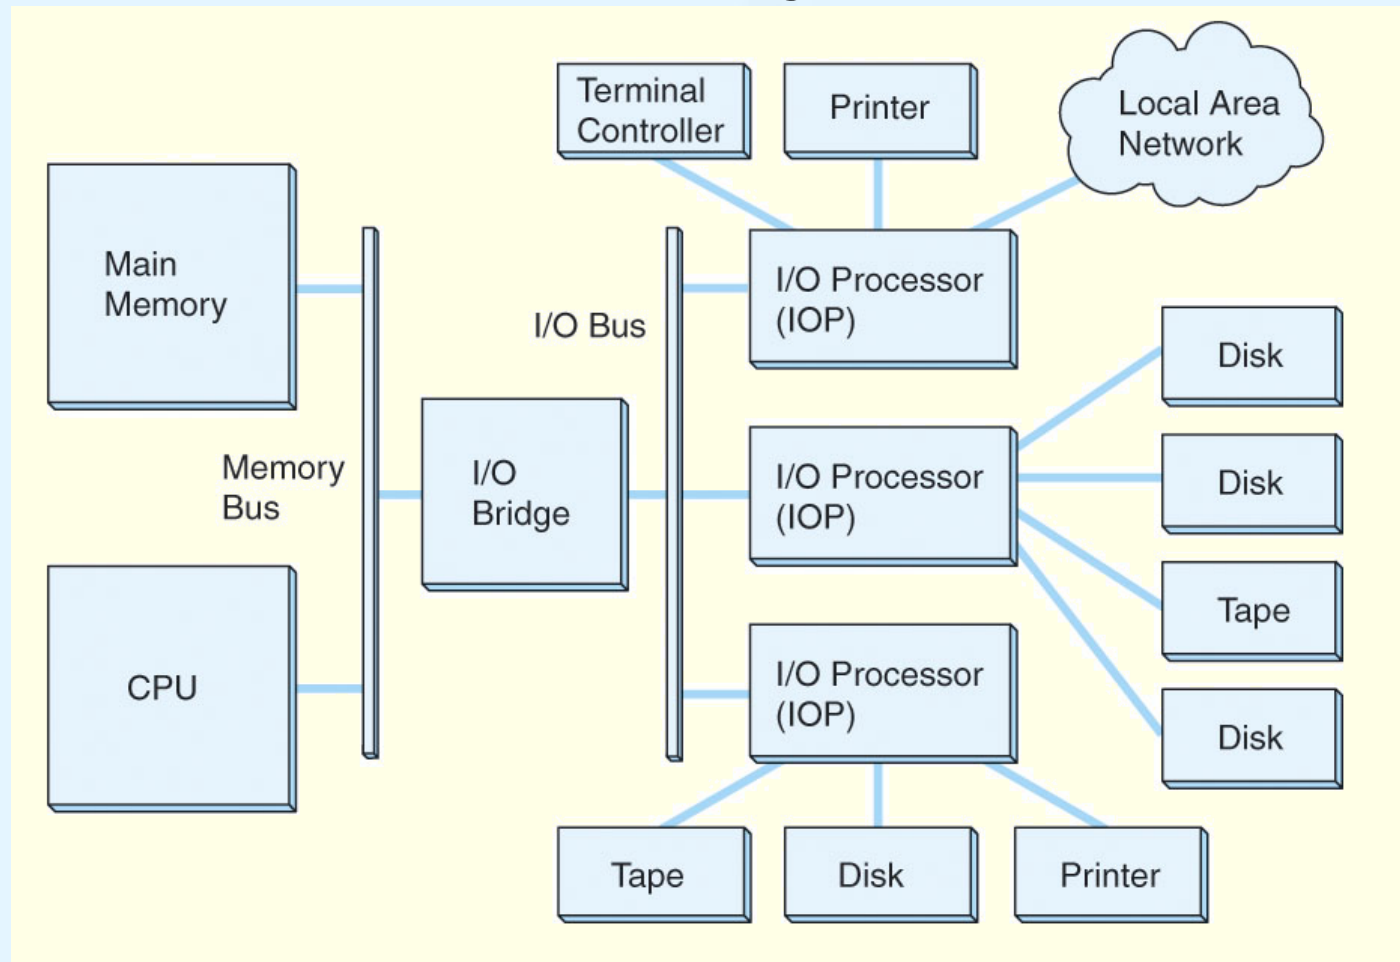 Terminal
Controller
Printer
Local Area
Network
Main
Memory
I/O Bus
I/O Processor
(IOP)
Disk
Memory
Bus
I/O
Bridge
I/O Processor
(IOP)
Disk
Tape
CPU
I/O Processor
(IOP)
Disk
Tape
Disk
Printer